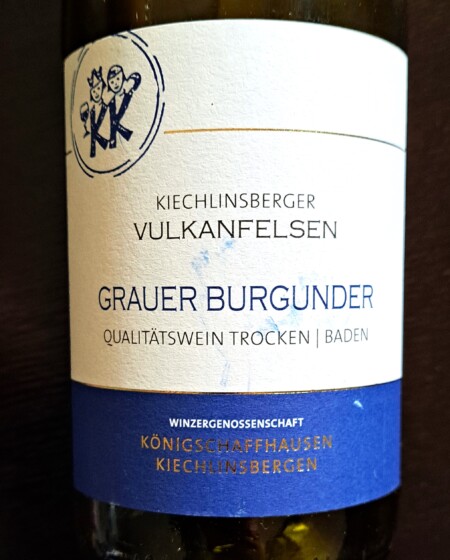 KK
KIECHLINSBERGER
VULKANFELSEN
GRAUER BURGUNDER
QUALITÄTSWEIN TROCKEN | BADEN
WINZERGENOSSENSCHAFT
KÖNIGSCHAFFHAUSEN
KIECHLINSBERGEN